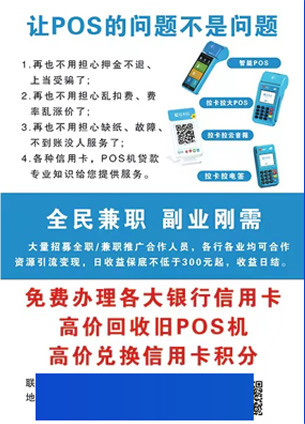 让POS的问题不是问题
1.再也不用担心押金不退、
上当受骗了;
2.再也不用担心乱扣费、费
率乱涨价了;
3.再也不用担心缺纸、故障、
不到账没人服务了;
4.各种信用卡,POS机贷款
专业知识给您提供服务。
智能POS
拉卡拉大POS
拉卡拉云音箱
拉卡拉电签
全民兼职 副业刚需
大量招募全职/兼职推广合作人员,各行各业均可合作
资源引流变现,日收益保底不低于300元起,收益日结。
免费办理各大银行信用卡
高价回收旧POS机
高价兑换信用卡积分
联
地